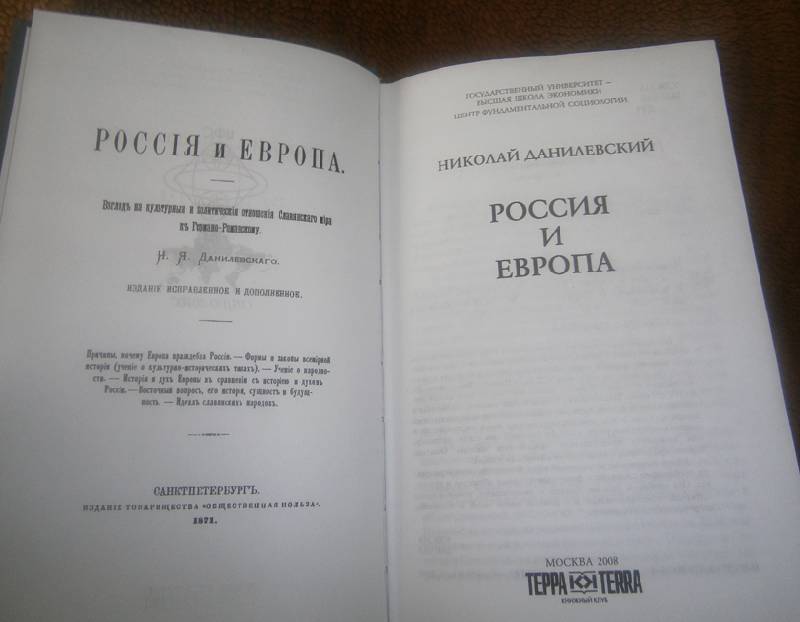 РОССІЯ и ЕВРОПА.
Взглядъ на культурныя и политическія отношенія Славянскаго міра
къ Германо-Романскому.
Н. Я. Данилевскаго.
ИЗДАНІЕ ИСПРАВЛЕННОЕ И ДОПОЛНЕННОЕ.
Причины, почему Европа враждебна Россіи. — Формы и законы всемірной
исторіи (ученіе о культурно-историческихъ типахъ). — Ученіе о народно-
сти. — Исторія и духъ Европы въ сравненіи съ исторіею и духомъ
Россіи. — Восточный вопросъ, его исторія, сущность и будущ-
ность. — Идеалъ славянскихъ народовъ.
САНКТПЕТЕРБУРГЪ.
ИЗДАНІЕ ТОВАРИЩЕСТВА «ОБЩЕСТВЕННАЯ ПОЛЬЗА».
1871.
ГОСУДАРСТВЕННЫЙ УНИВЕРСИТЕТ –
ВЫСШАЯ ШКОЛА ЭКОНОМИКИ
ЦЕНТР ФУНДАМЕНТАЛЬНОЙ СОЦИОЛОГИИ
НИКОЛАЙ ДАНИЛЕВСКИЙ
РОССИЯ
И
ЕВРОПА
МОСКВА 2008
ТЕРРА TERRA
КНИЖНЫЙ КЛУБ